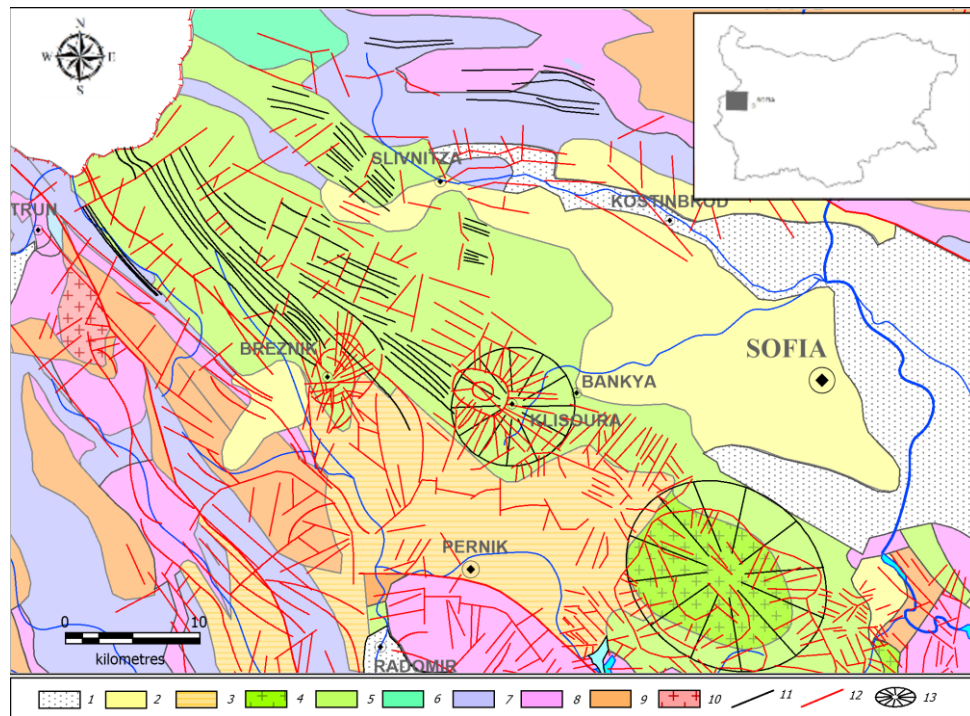 N
W E
S
SOFIA
SLIVNITZA
TRUN
KOSTINBROD
BREZNIK
SOFIA
BANKYA
KLISOURA
PERNIK
0 10
kilometres
RADOMIR
1 2 3 4 5 6 7 8 9 10 11 12 13